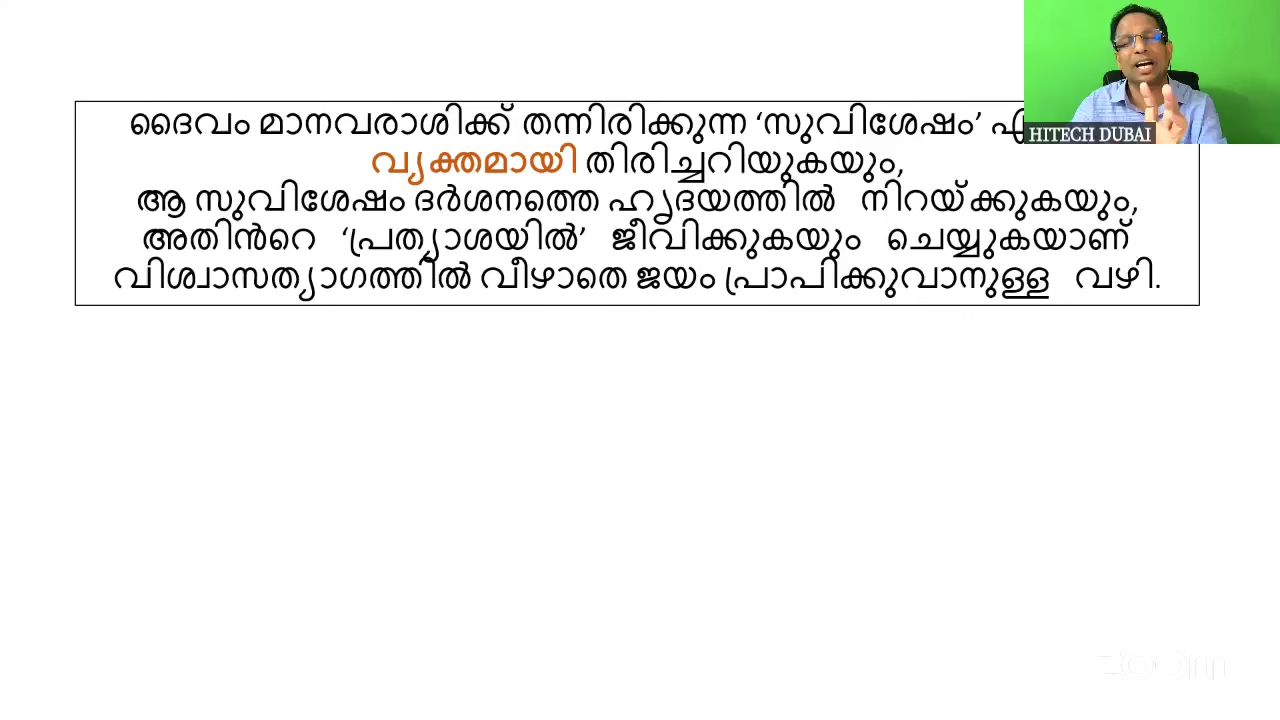 ദൈവം മാനവരാശിക്ക് തന്നിരിക്കുന്ന ‘സുവിശേഷം’
വ്യക്തമായി തിരിച്ചറിയുകയും,
ആ സുവിശേഷം ദർശനത്തെ ഹൃദയത്തിൽ നിറയ്ക്കുകയും,
അതിൻറെ ‘പ്രത്യാശയിൽ’ ജീവിക്കുകയും ചെയ്യുകയാണ്
വിശ്വാസത്യാഗത്തിൽ വീഴാതെ ജയം പ്രാപിക്കുവാനുള്ള വഴി.
HITECH DUBAI
zoom